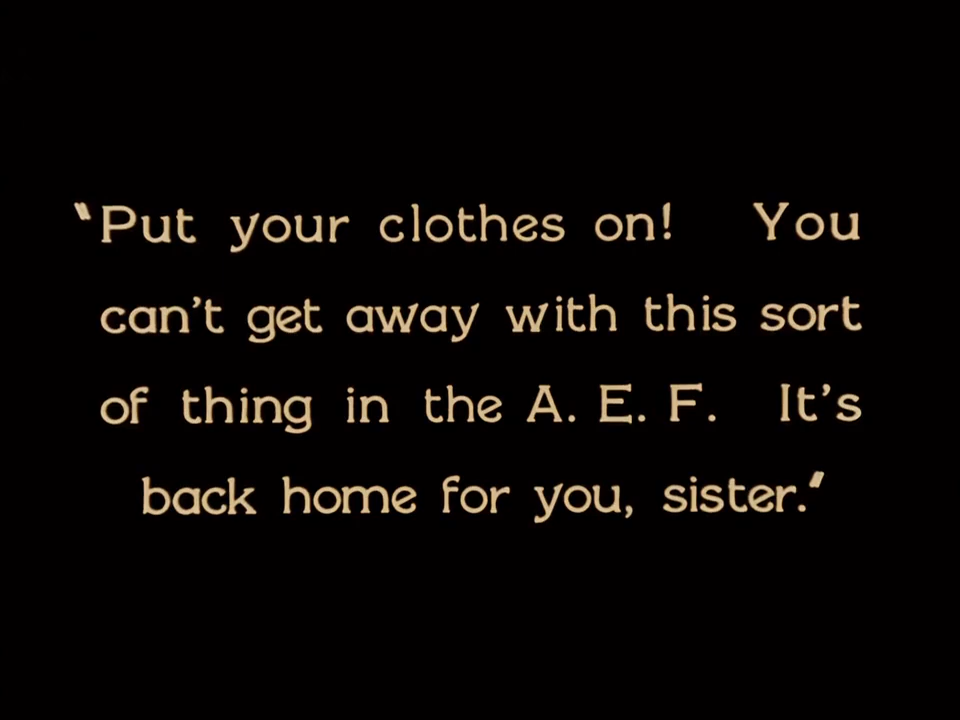 "Put your clothes on! You
can't get away with this sort
of thing in the A. E. F. It's
back home for you, sister."